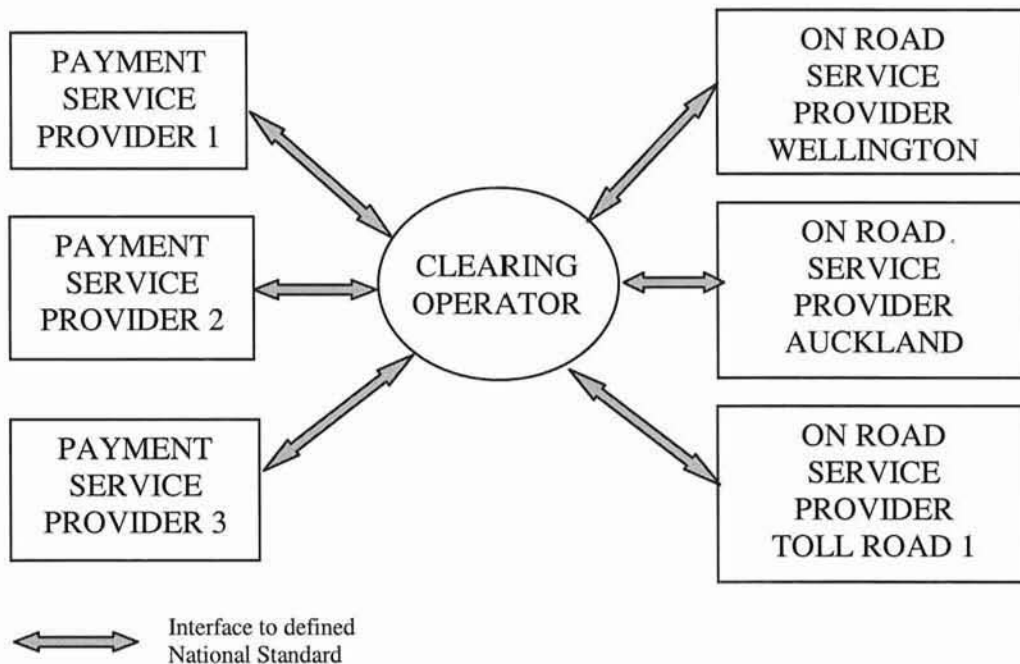 PAYMENT
SERVICE
PROVIDER 1
PAYMENT
SERVICE
PROVIDER 2
PAYMENT
SERVICE
PROVIDER 3
CLEARING
OPERATOR
ON ROAD
SERVICE
PROVIDER
WELLINGTON
ON ROAD
SERVICE
PROVIDER
AUCKLAND
ON ROAD
SERVICE
PROVIDER
TOLL ROAD 1
Interface to defined
National Standard